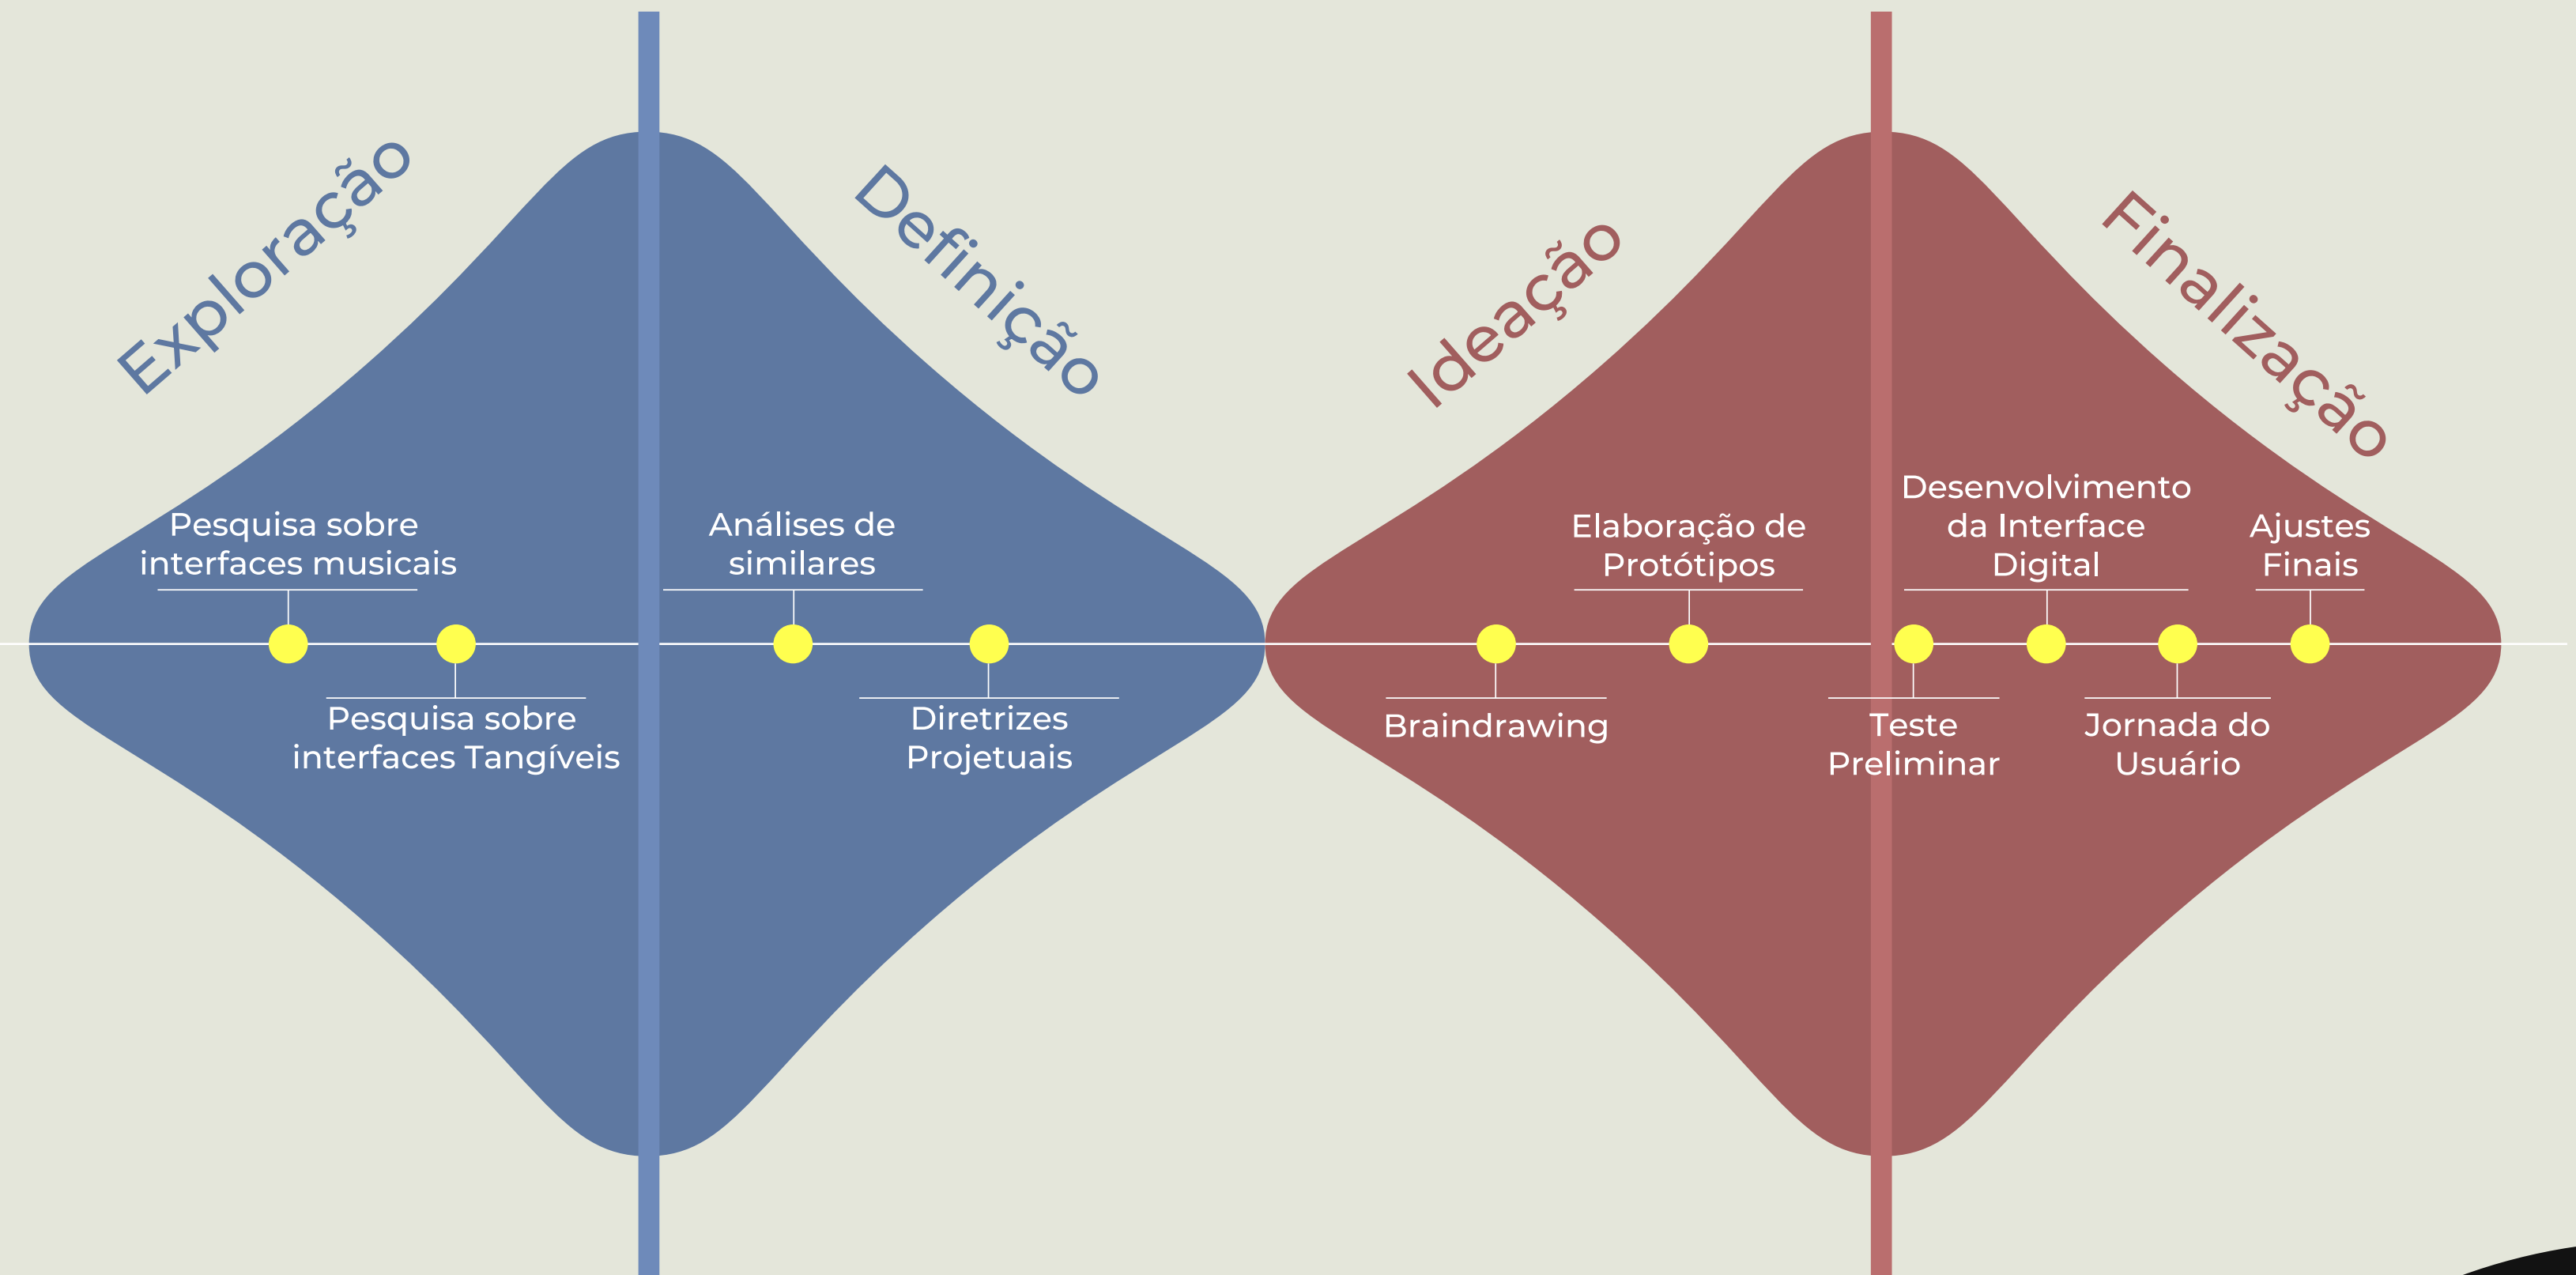 Exploração
Definição
Ideação
Finalização
Pesquisa sobre
interfaces musicais
Pesquisa sobre
interfaces Tangíveis
Análises de
similares
Diretrizes
Projetuais
Braindrawing
Elaboração de
Protótipos
Teste
Preliminar
Desenvolvimento
da Interface
Digital
Jornada do
Usuário
Ajustes
Finais